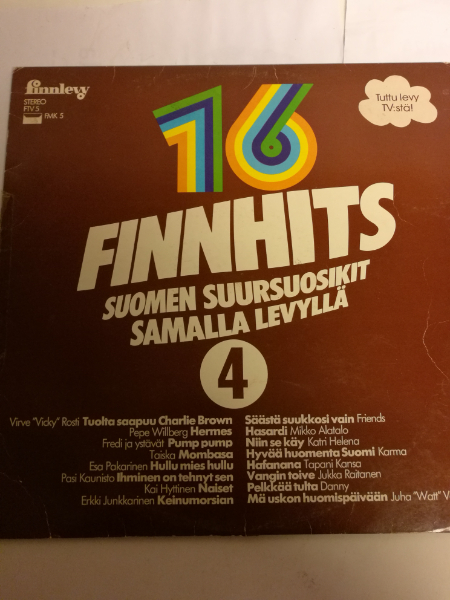 finnlevy
STEREO
PTV 5
FMK 5
Tuttu levy
TV:stä!
16
FINNHITS
SUOMEN SUURSUOSIKIT
SAMALLA LEVYLLÄ
4
Virve "Vicky" Rosti Tuolta saapuu Charlie Brown
Pepe Willberg Hermes
Fredi ja ystävät Pump pump
Taiska Mombasa
Esa Pakarinen Hullu mies hullu
Pasi Kaunisto Ihminen on tehnyt sen
Kai Hyttinen Naiset
Erkki Junkkarinen Keinumorsian
Säästä suukkosi vain Friends
Hasardi Mikko Alatalo
Niin se käy Katri Helena
Hyvää huomenta Suomi Karma
Hafanana Tapani Kansa
Vangin toive Jukka Raitanen
Pelkkää tulta Danny
Mä uskon huomispäivään Juha "Watt" V